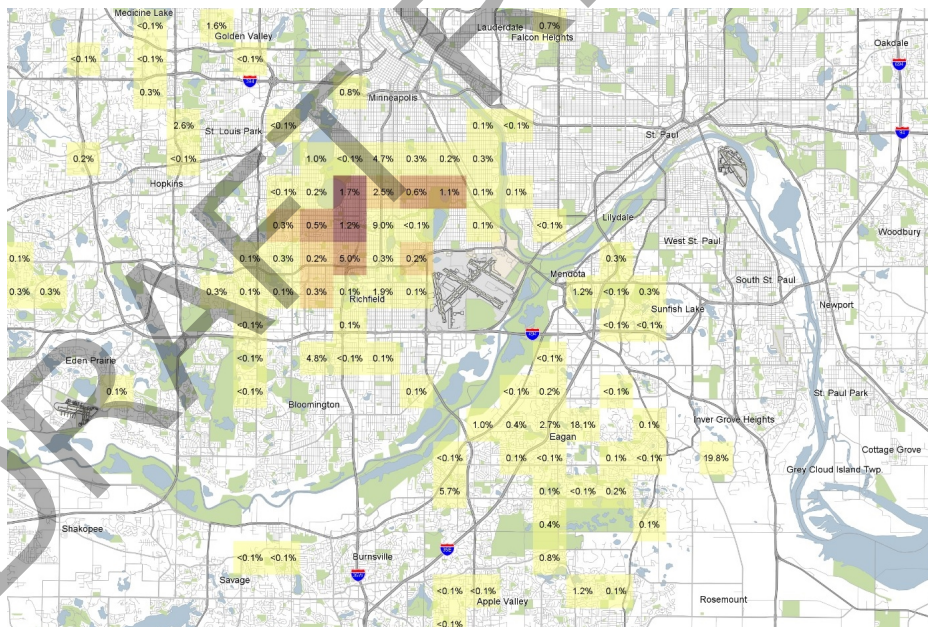 Medicine Lake
<0.1% 1.6% Lauderdale 0.7%
Golden Valley Falcon Heights
Oakdale
<0.1% <0.1% <0.1%
694
394
0.3% 0.8%
Minneapolis
2.6% St. Louis Park <0.1% 0.1% <0.1%
St. Paul
94
0.2% <0.1% 1.0% <0.1% 4.7% 0.3% 0.2% 0.3%
Hopkins
<0.1% 0.2% 1.7% 2.5% 0.6% 1.1% 0.1% 0.1%
Lilydale
0.3% 0.5% 1.2% 9.0% <0.1% 0.1% <0.1%
Woodbury
West St. Paul
0.1% 0.1% 0.3% 0.2% 5.0% 0.3% 0.2% 0.3%
Mendota
South St. Paul
0.3% 0.3% 0.3% 0.1% 0.1% 0.3% 0.1% 1.9% 0.1% 1.2% <0.1% 0.3%
Richfield
Sunfish Lake Newport
<0.1% 0.1% <0.1% <0.1%
494
Eden Prairie <0.1% 4.8% <0.1% 0.1% <0.1%
0.1% <0.1% 0.1% <0.1% 0.2% <0.1%
St. Paul Park
Bloomington
1.0% 0.4% 2.7% 18.1% 0.1% Inver Grove Heights
Eagan
Cottage Grove
<0.1% 0.1% <0.1% 0.1% <0.1% 19.8%
Grey Cloud Island Twp.
5.7% 0.1% <0.1% 0.2%
Shakopee 0.4% 0.1%
35E
<0.1% <0.1% Burnsville 0.8%
35W
Savage
<0.1% <0.1% 1.2% 0.1%
Apple Valley Rosemount
<0.1%
DRAFT